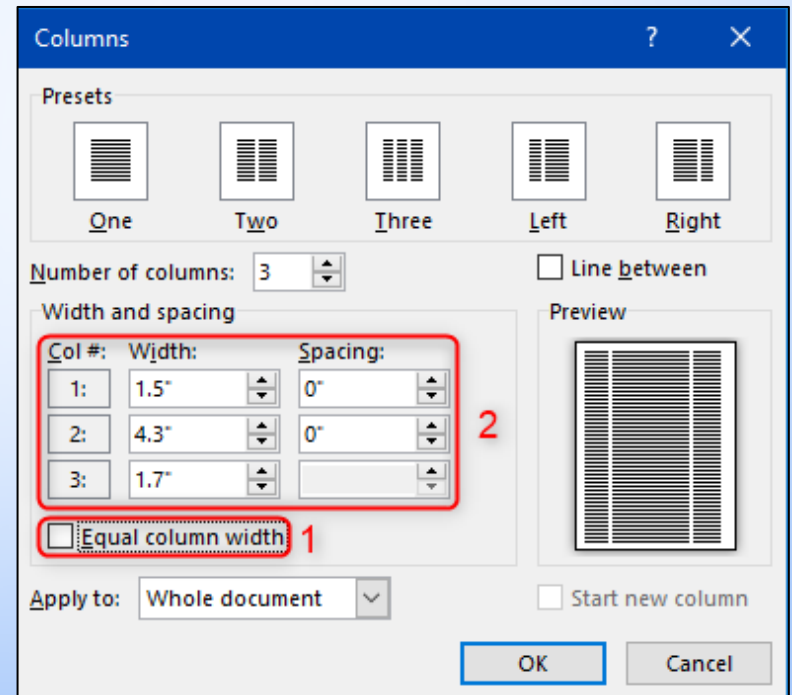 Columns ?
Presets
One Two Three Left Right
Number of columns: 3 Line between
Width and spacing Preview
Col #: Width: Spacing:
1: 1.5" 0"
2: 4.3" 0" 2
3: 1.7"
Equal column width 1
Apply to: Whole document Start new column
OK Cancel